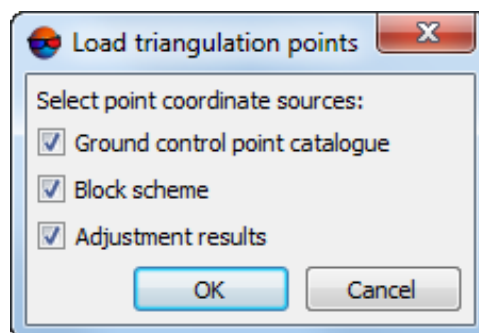 Load triangulation points
Select point coordinate sources:
Ground control point catalogue
Block scheme
Adjustment results
OK
Cancel